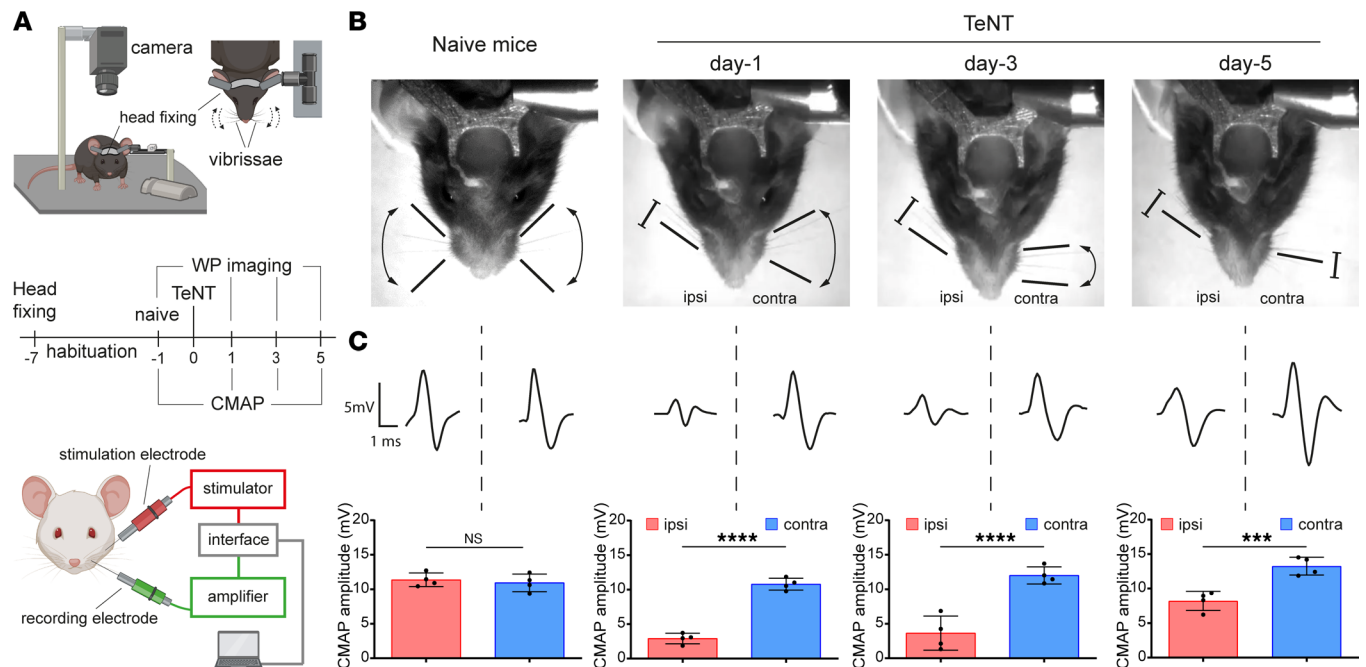 A
camera
head fixing
vibrissae
WP imaging
Head
fixing
TeNT
naive
habituation
-7
-1
0
1
3
5
CMAP
stimulation electrode
stimulator
interface
amplifier
recording electrode
B
Naive mice
TeNT
day-1
day-3
day-5
ipsi
contra
ipsi
contra
ipsi
contra
C
5mV
1 ms
CMAP amplitude (mV)
20
15
10
5
0
NS
CMAP amplitude (mV)
20
15
10
5
0
ipsi
contra
****
CMAP amplitude (mV)
20
15
10
5
0
ipsi
contra
****
CMAP amplitude (mV)
20
15
10
5
0
ipsi
contra
***